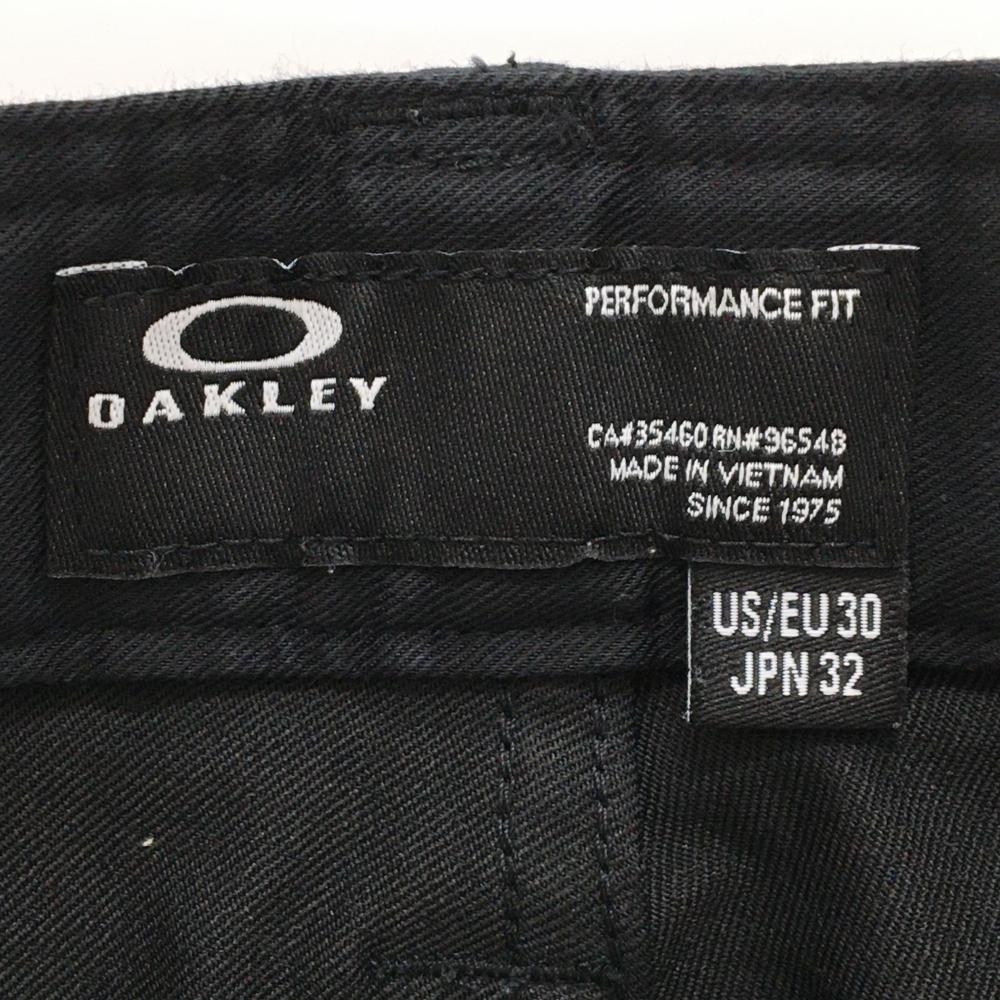 OAKLEY
PERFORMANCE FIT
CA#35460 RN#96548
MADE IN VIETNAM
SINCE 1975
US/EU 30
JPN 32